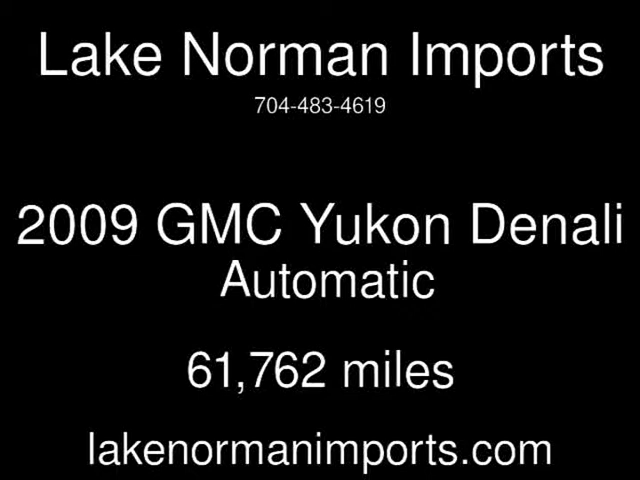 Lake Norman Imports
704-483-4619
2009 GMC Yukon Denali
Automatic
61,762 miles
lakenormanimports.com